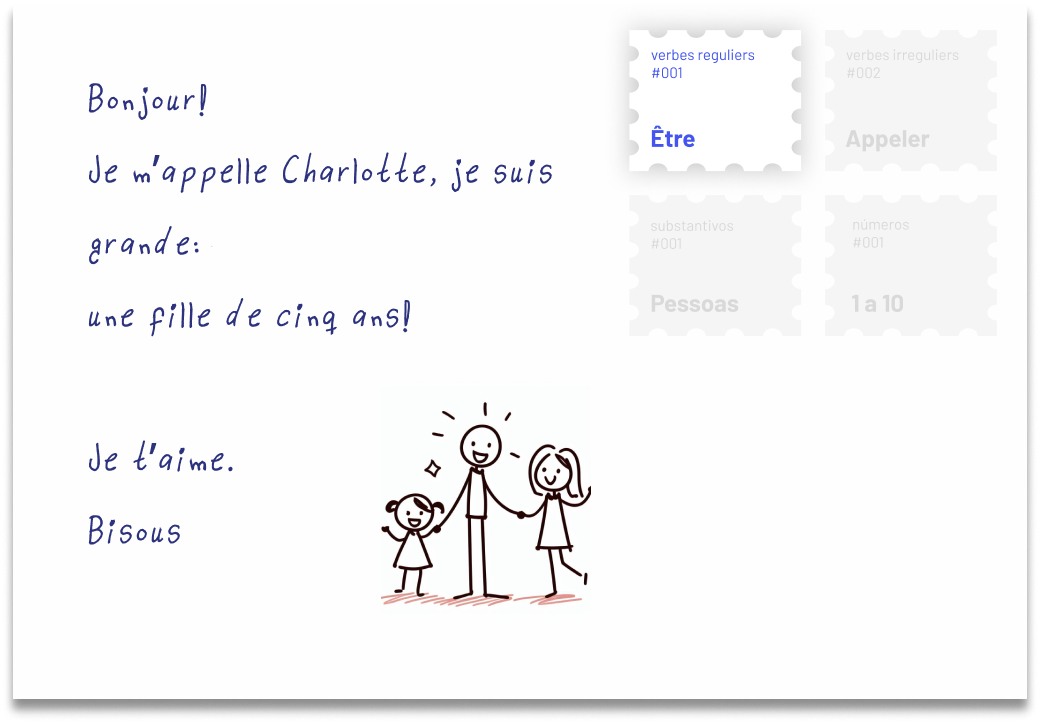 Bonjour!
Je m'appelle Charlotte, je suis
grande:
une fille de cinq ans!
Je t'aime.
Bisous
verbes reguliers
#001
Être
verbes irreguliers
#002
Appeler
substantivos
#001
Pessoas
números
#001
1 a 10